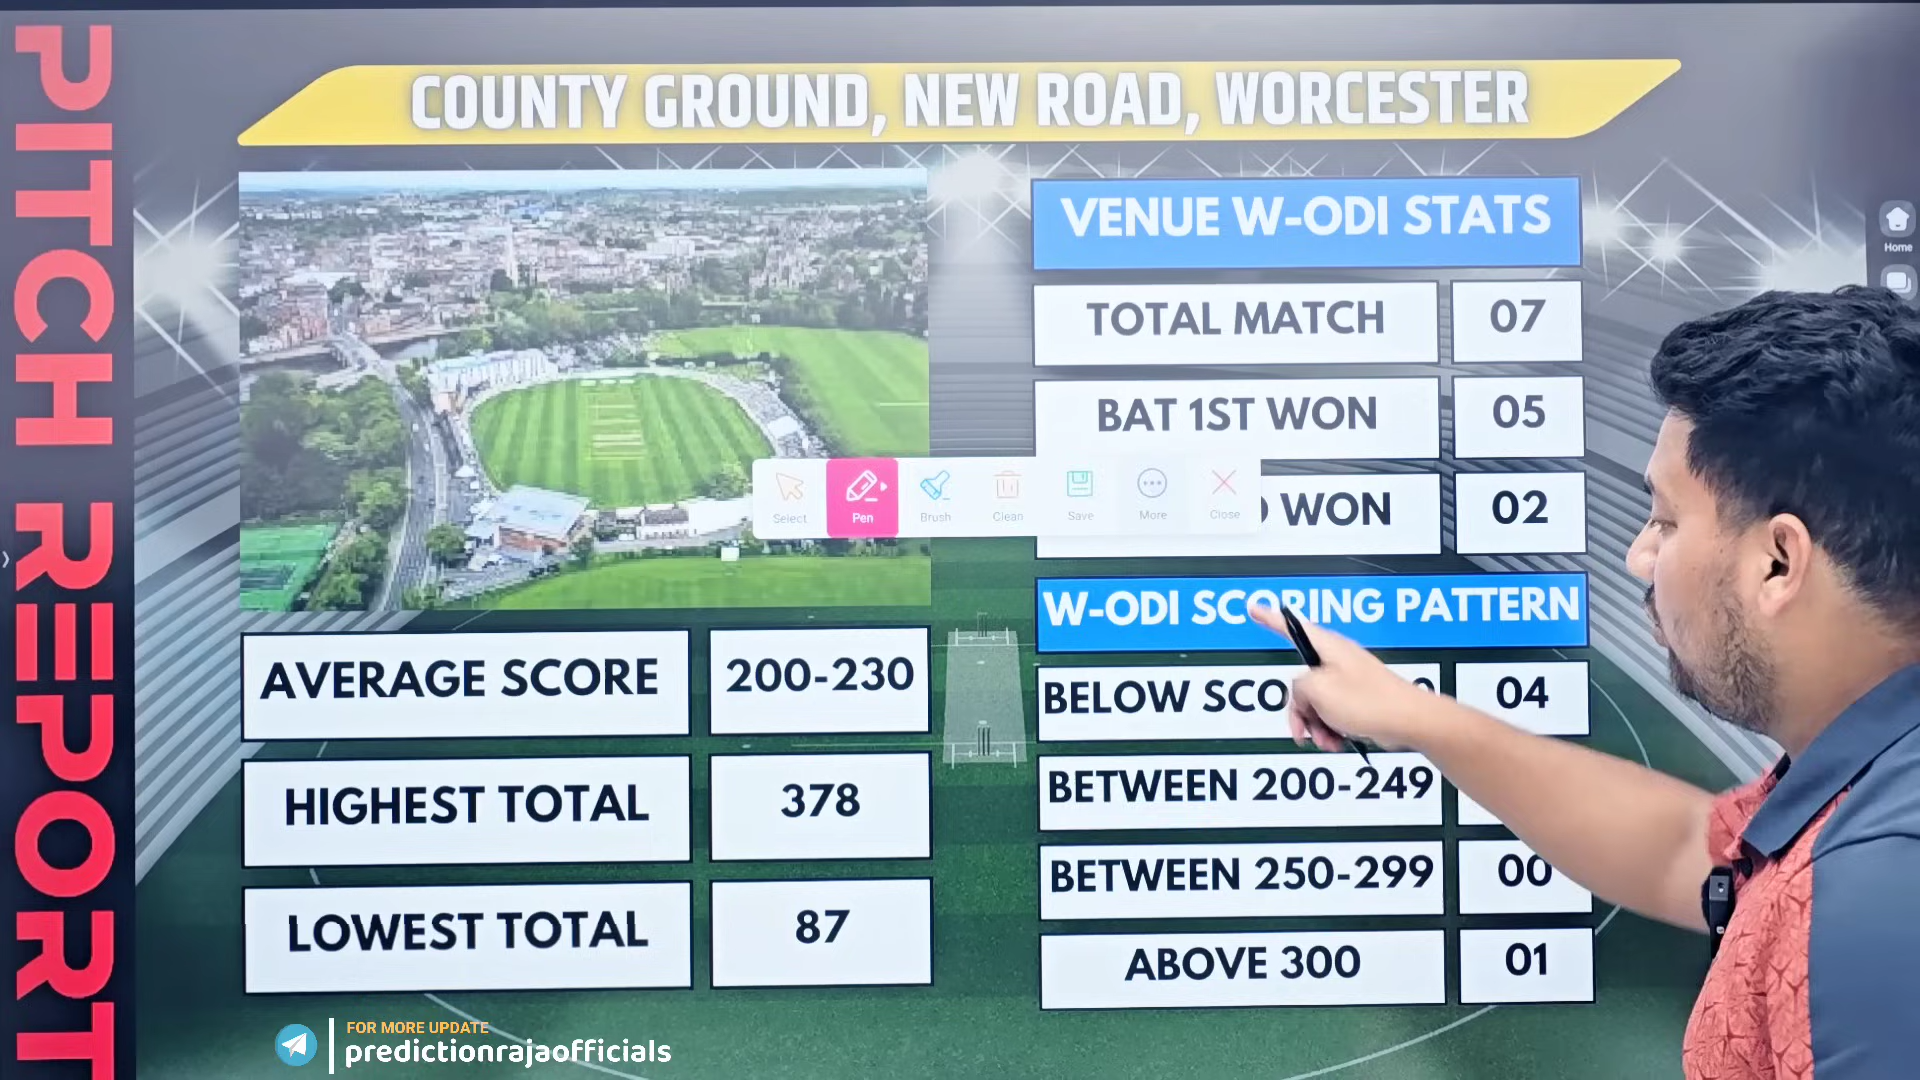 PITCH REPORT
COUNTY GROUND, NEW ROAD, WORCESTER
VENUE W-ODI STATS
TOTAL MATCH 07
BAT 1ST WON 05
WON 02
Select Pen Brush Clean Save More Close
Home
W-ODI SCORING PATTERN
BELOW 04
BETWEEN 200-249
BETWEEN 250-299 00
ABOVE 300 01
AVERAGE SCORE 200-230
HIGHEST TOTAL 378
LOWEST TOTAL 87
FOR MORE UPDATE
predictionrajaofficials